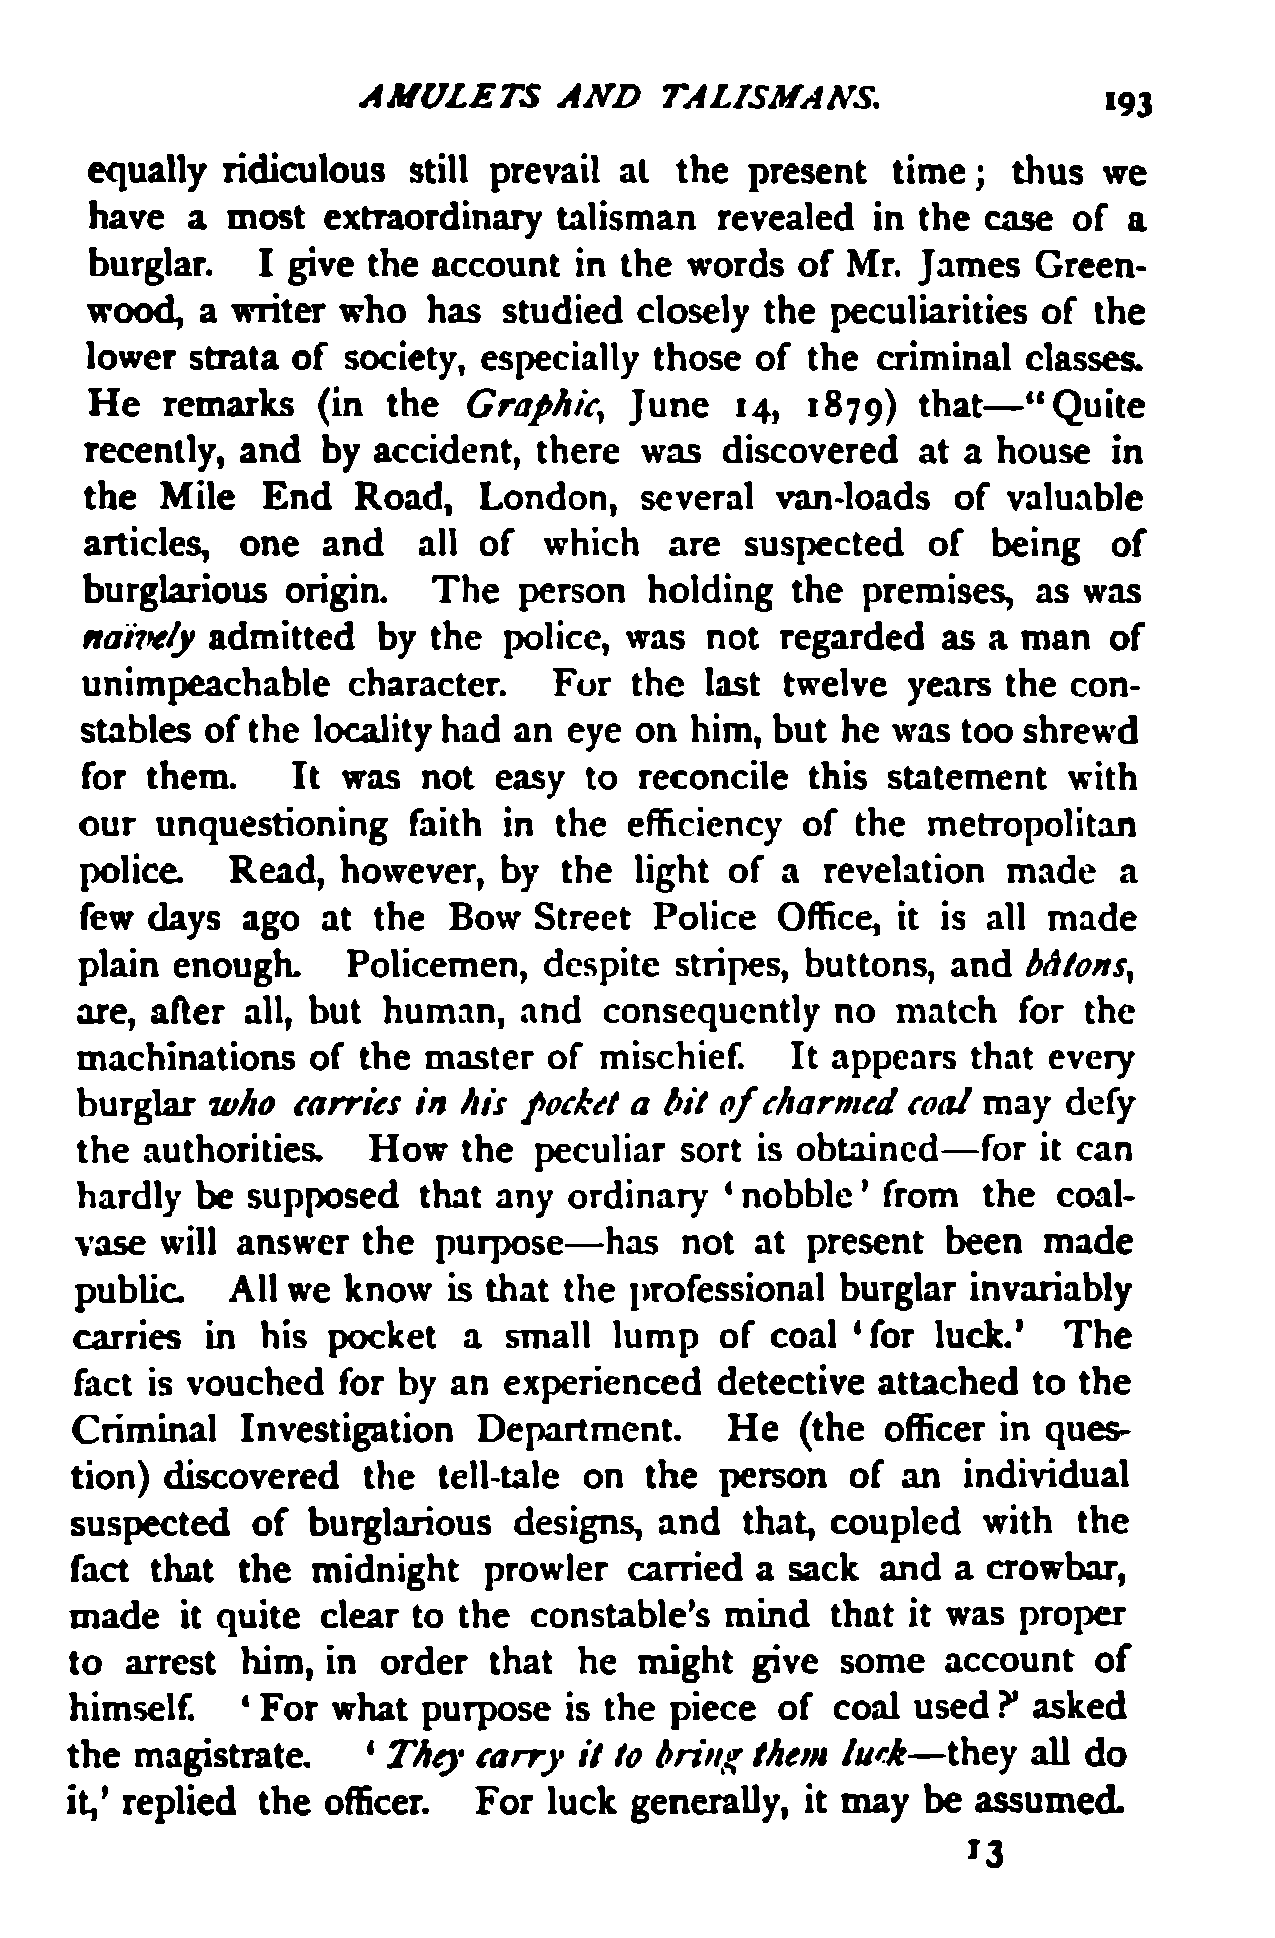 AMULETS AND TALISMANS. 193
equally ridiculous still prevail at the present time; thus we
have a most extraordinary talisman revealed in the case of a
burglar. I give the account in the words of Mr. James Green-
wood, a writer who has studied closely the peculiarities of the
lower strata of society, especially those of the criminal classes.
He remarks (in the Graphic, June 14, 1879) that—“Quite
recently, and by accident, there was discovered at a house in
the Mile End Road, London, several van-loads of valuable
articles, one and all of which are suspected of being of
burglarious origin. The person holding the premises, as was
naïvely admitted by the police, was not regarded as a man of
unimpeachable character. For the last twelve years the con-
stables of the locality had an eye on him, but he was too shrewd
for them. It was not easy to reconcile this statement with
our unquestioning faith in the efficiency of the metropolitan
police. Read, however, by the light of a revelation made a
few days ago at the Bow Street Police Office, it is all made
plain enough. Policemen, despite stripes, buttons, and bâtons,
are, after all, but human, and consequently no match for the
machinations of the master of mischief. It appears that every
burglar who carries in his pocket a bit of charmed coal may defy
the authorities. How the peculiar sort is obtained—for it can
hardly be supposed that any ordinary ‘nobble’ from the coal-
vase will answer the purpose—has not at present been made
public. All we know is that the professional burglar invariably
carries in his pocket a small lump of coal ‘for luck.’ The
fact is vouched for by an experienced detective attached to the
Criminal Investigation Department. He (the officer in ques-
tion) discovered the tell-tale on the person of an individual
suspected of burglarious designs, and that, coupled with the
fact that the midnight prowler carried a sack and a crowbar,
made it quite clear to the constable’s mind that it was proper
to arrest him, in order that he might give some account of
himself. ‘For what purpose is the piece of coal used?’ asked
the magistrate. ‘They carry it to bring them luck—they all do
it,’ replied the officer. For luck generally, it may be assumed.
13